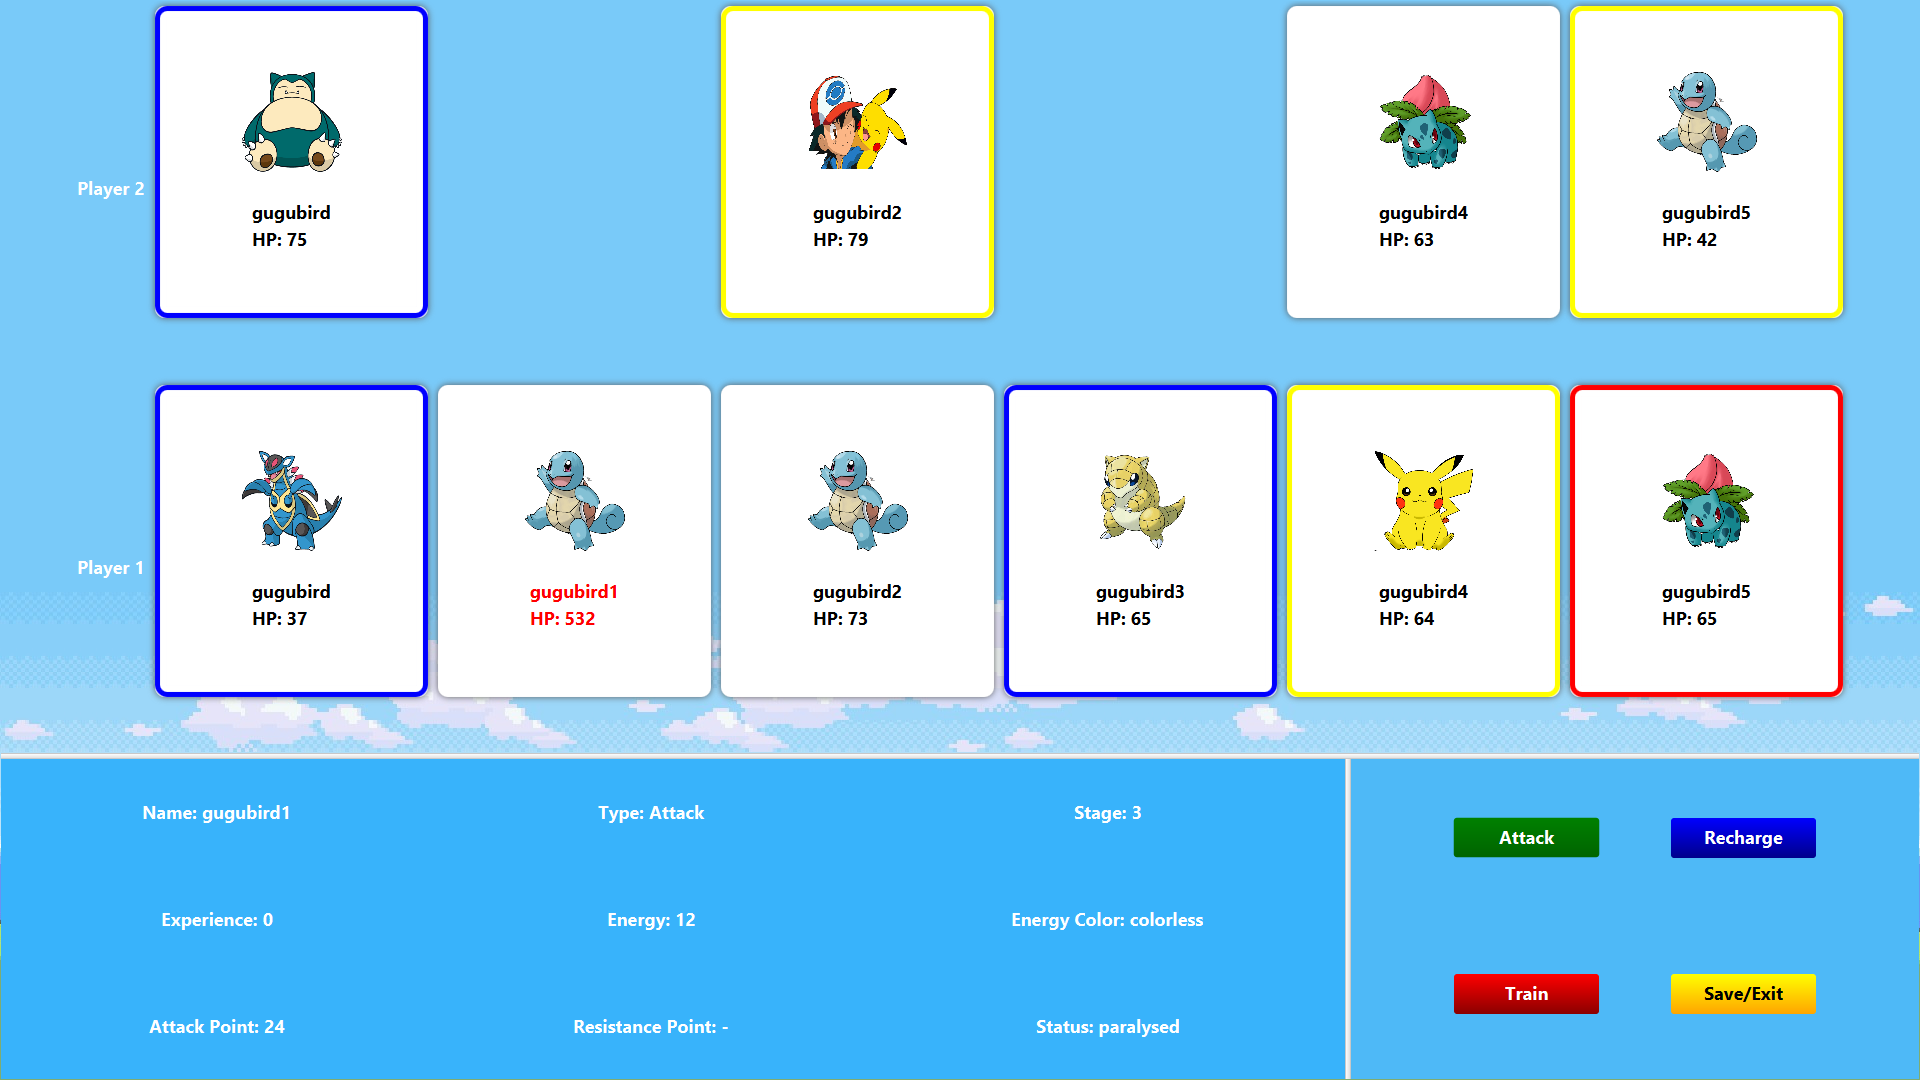 Player 2
gugubird
HP: 75
gugubird2
HP: 79
gugubird4
HP: 63
gugubird5
HP: 42
Player 1
gugubird
HP: 37
gugubird1
HP: 532
gugubird2
HP: 73
gugubird3
HP: 65
gugubird4
HP: 64
gugubird5
HP: 65
Name: gugubird1
Type: Attack
Stage: 3
Experience: 0
Energy: 12
Energy Color: colorless
Attack Point: 24
Resistance Point: -
Status: paralysed
Attack
Recharge
Train
Save/Exit